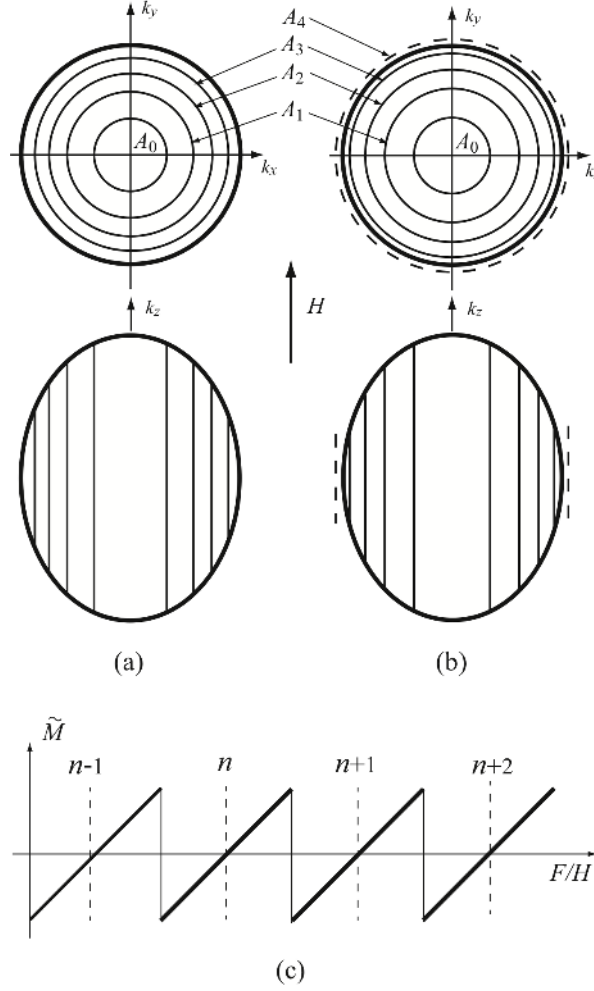 k_y A_4 k_y
A_3
A_2
A_1
A_0 A_0
k_x k
H
k_z k_z
(a) (b)
M̃
n-1 n n+1 n+2
F/H
(c)